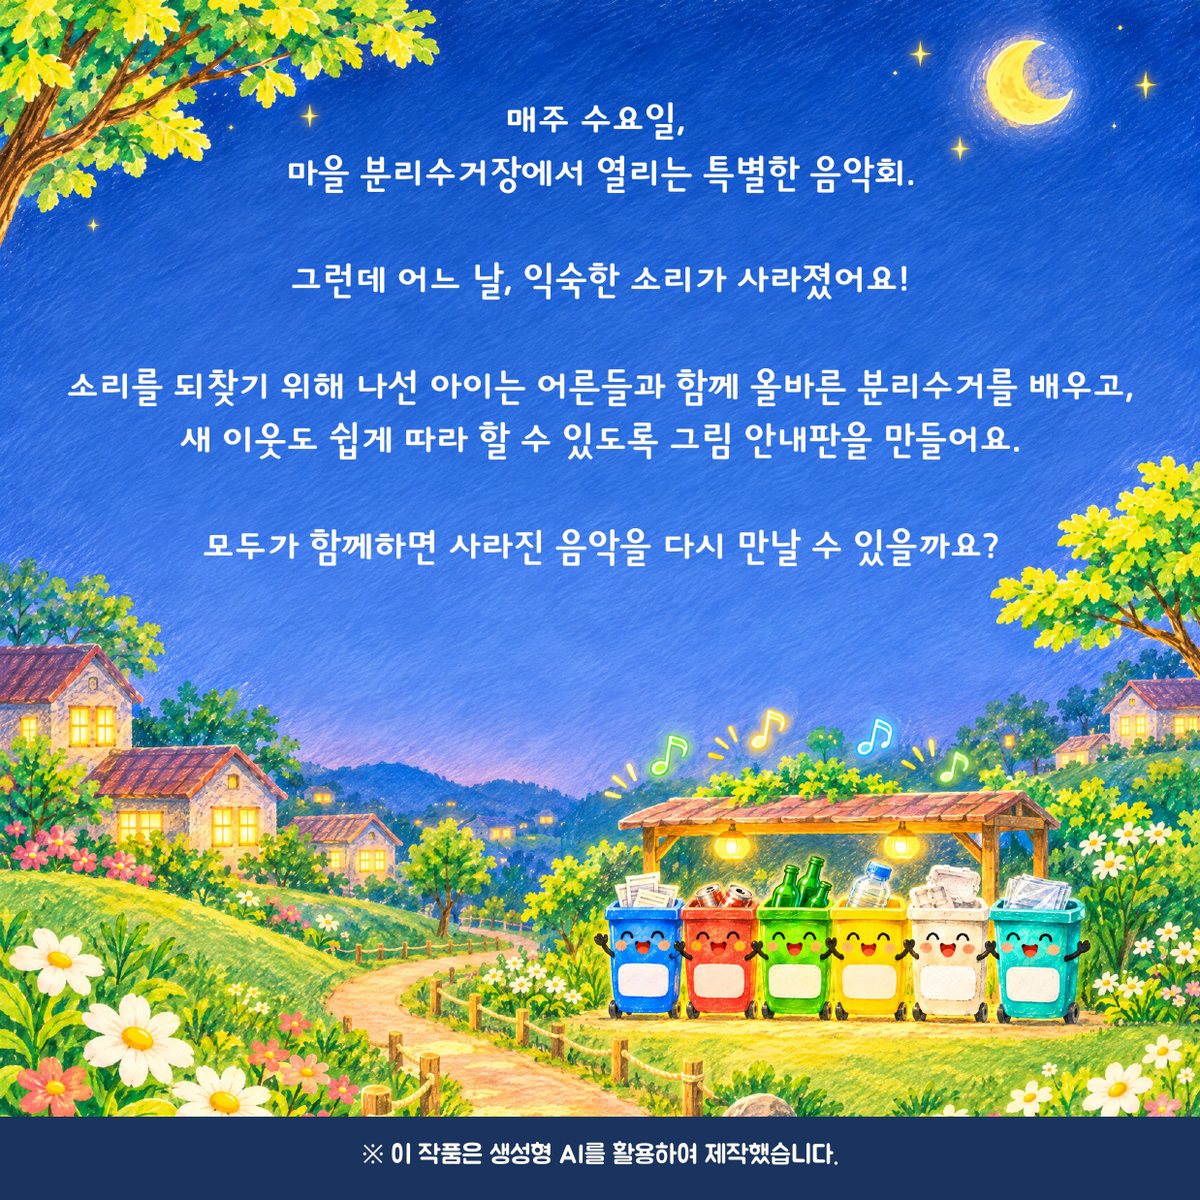 매주 수요일,
마을 분리수거장에서 열리는 특별한 음악회.
그런데 어느 날, 익숙한 소리가 사라졌어요!
소리를 되찾기 위해 나선 아이는 어른들과 함께 올바른 분리수거를 배우고,
새 이웃도 쉽게 따라 할 수 있도록 그림 안내판을 만들어요.
모두가 함께하면 사라진 음악을 다시 만날 수 있을까요?
※ 이 작품은 생성형 AI를 활용하여 제작했습니다.